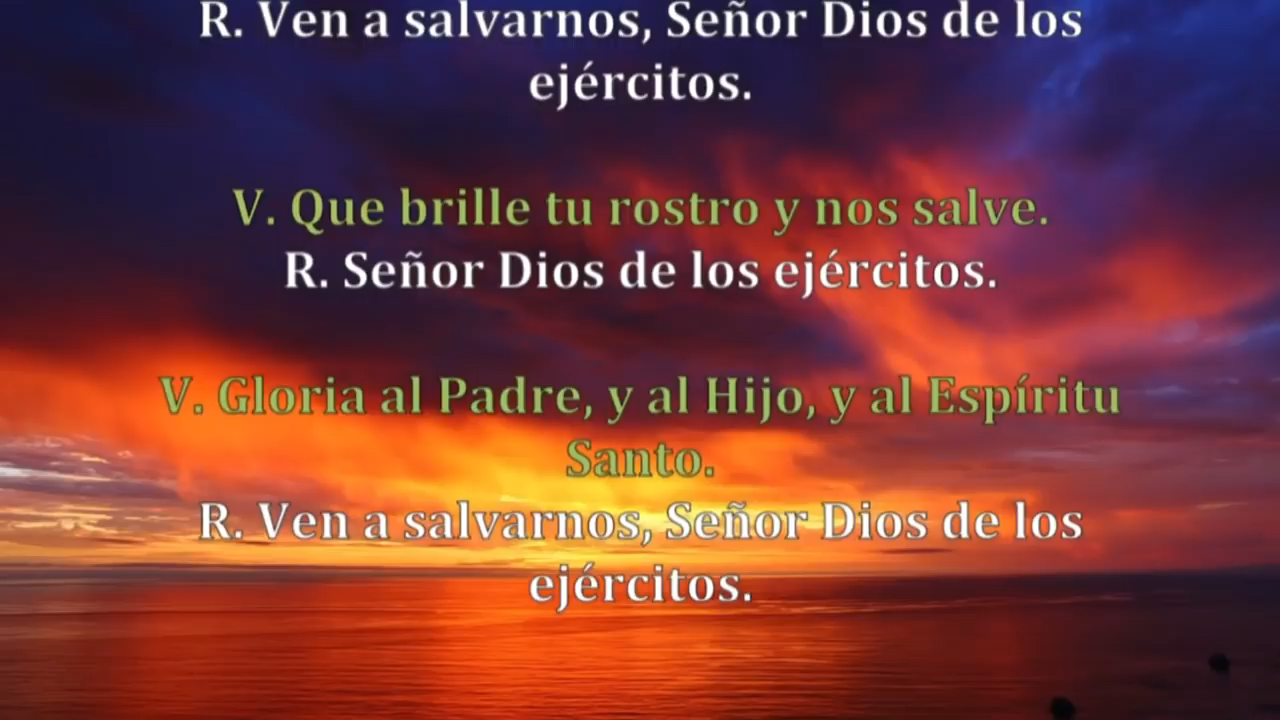 R. Ven a salvarnos, Señor Dios de los
ejércitos.
V. Que brille tu rostro y nos salve.
R. Señor Dios de los ejércitos.
V. Gloria al Padre, y al Hijo, y al Espíritu
Santo.
R. Ven a salvarnos, Señor Dios de los
ejércitos.